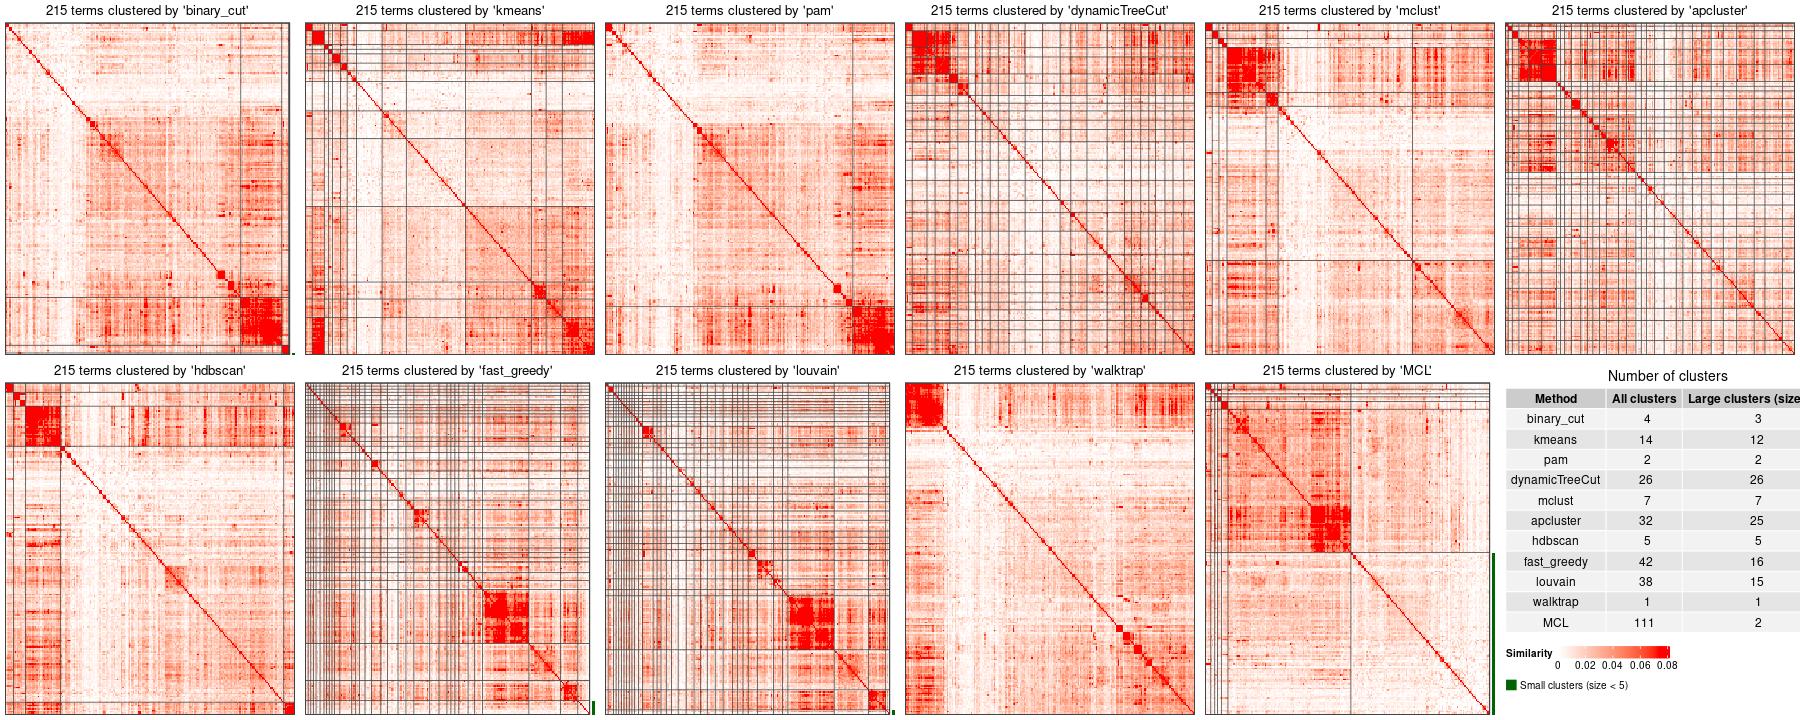 215 terms clustered by 'binary_cut'
215 terms clustered by 'kmeans'
215 terms clustered by 'pam'
215 terms clustered by 'dynamicTreeCut'
215 terms clustered by 'mclust'
215 terms clustered by 'apcluster'
215 terms clustered by 'hdbscan'
215 terms clustered by 'fast_greedy'
215 terms clustered by 'louvain'
215 terms clustered by 'walktrap'
215 terms clustered by 'MCL'
Number of clusters
Method All clusters Large clusters (size
binary_cut 4 3
kmeans 14 12
pam 2 2
dynamicTreeCut 26 26
mclust 7 7
apcluster 32 25
hdbscan 5 5
fast_greedy 42 16
louvain 38 15
walktrap 1 1
MCL 111 2
Similarity
0 0.02 0.04 0.06 0.08
Small clusters (size < 5)